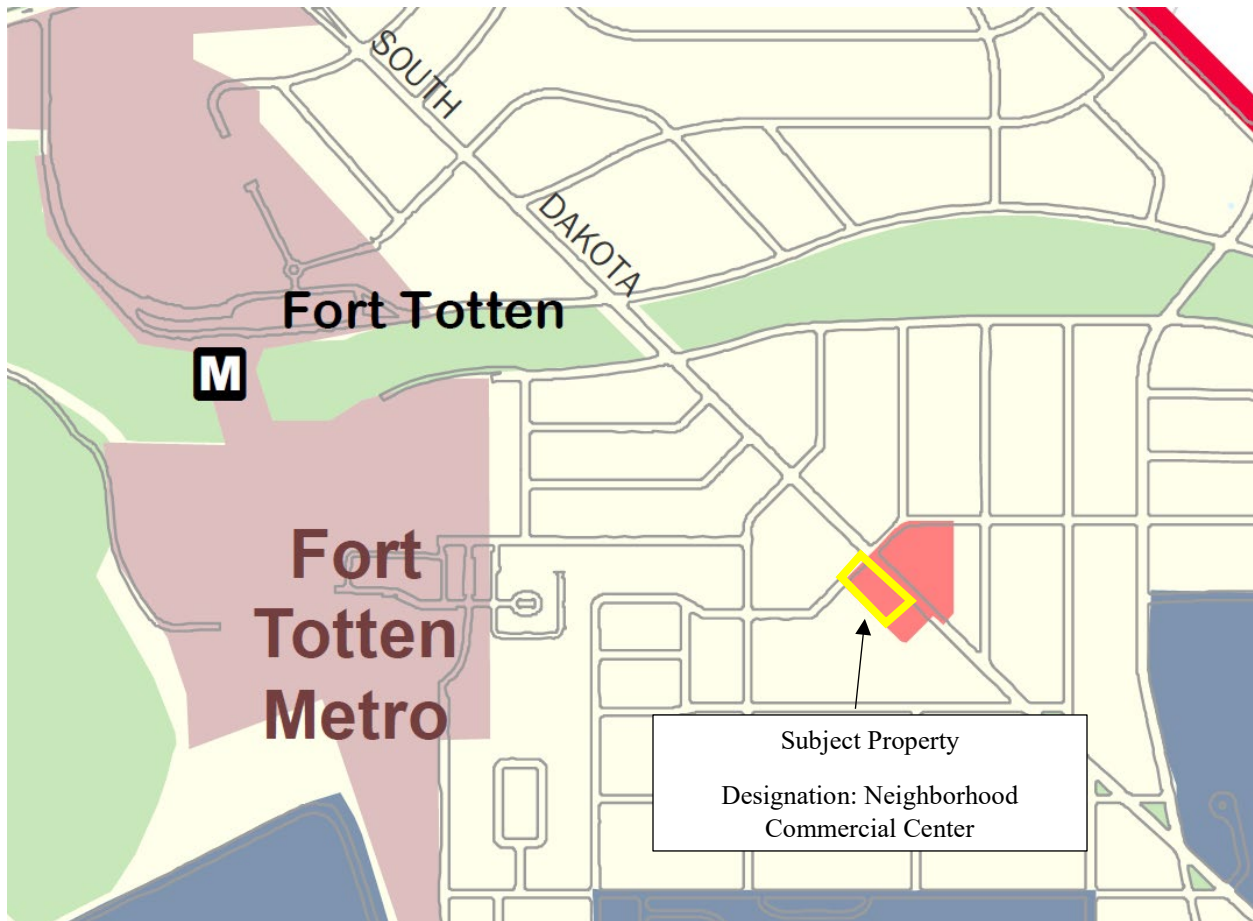 SOUTH
DAKOTA
Fort Totten
M
Fort
Totten
Metro
Subject Property
Designation: Neighborhood
Commercial Center